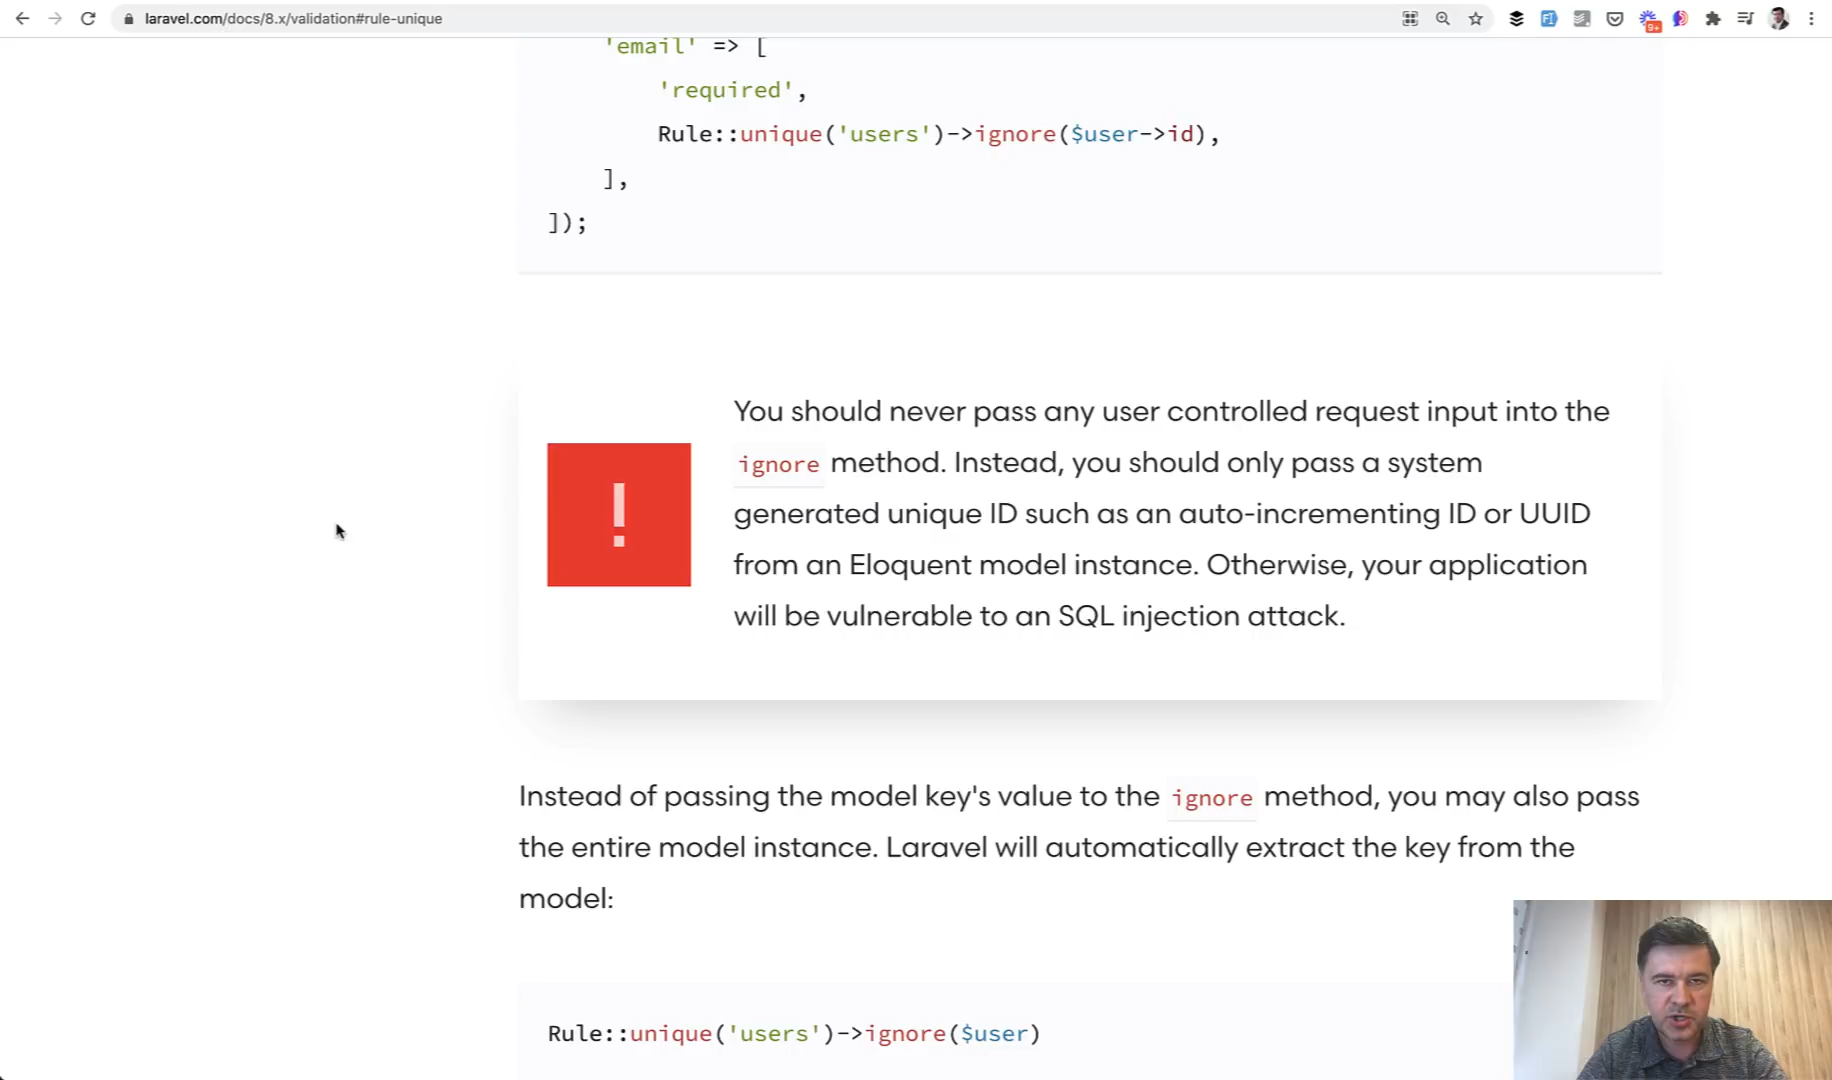 laravel.com/docs/8.x/validation#rule-unique
9+
'email' => [
'required',
Rule::unique('users')->ignore($user->id),
],
]);
!
You should never pass any user controlled request input into the
ignore method. Instead, you should only pass a system
generated unique ID such as an auto-incrementing ID or UUID
from an Eloquent model instance. Otherwise, your application
will be vulnerable to an SQL injection attack.
Instead of passing the model key's value to the ignore method, you may also pass
the entire model instance. Laravel will automatically extract the key from the
model:
Rule::unique('users')->ignore($user)